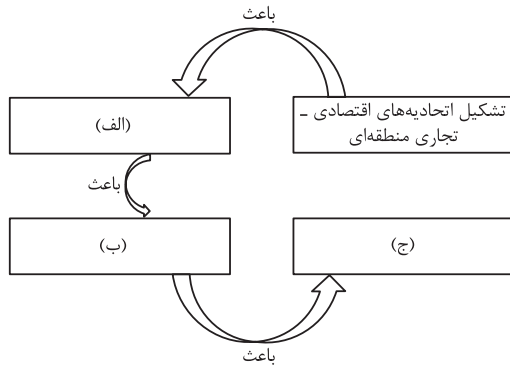 باعث
تشکیل اتحادیه‌های اقتصادی -
تجاری منطقه‌ای
(الف)
باعث
(ب)
(ج)
باعث